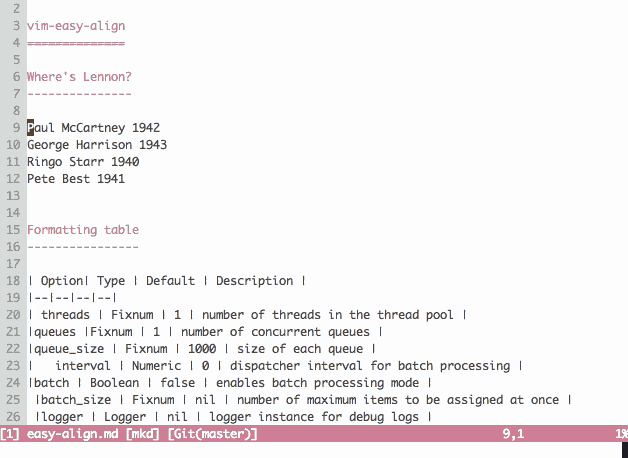 2
3 vim-easy-align
4 ==============
5
6 Where's Lennon?
7 ---------------
8
9 Paul McCartney 1942
10 George Harrison 1943
11 Ringo Starr 1940
12 Pete Best 1941
13
14
15 Formatting table
16 ----------------
17
18 | Option| Type | Default | Description |
19 |--|--|--|--|
20 | threads | Fixnum | 1 | number of threads in the thread pool |
21 |queues |Fixnum | 1 | number of concurrent queues |
22 |queue_size | Fixnum | 1000 | size of each queue |
23 |   interval | Numeric | 0 | dispatcher interval for batch processing |
24 |batch | Boolean | false | enables batch processing mode |
25  |batch_size | Fixnum | nil | number of maximum items to be assigned at once |
26  |logger | Logger | nil | logger instance for debug logs |
[1] easy-align.md [mkd] [Git(master)] 9,1 1%